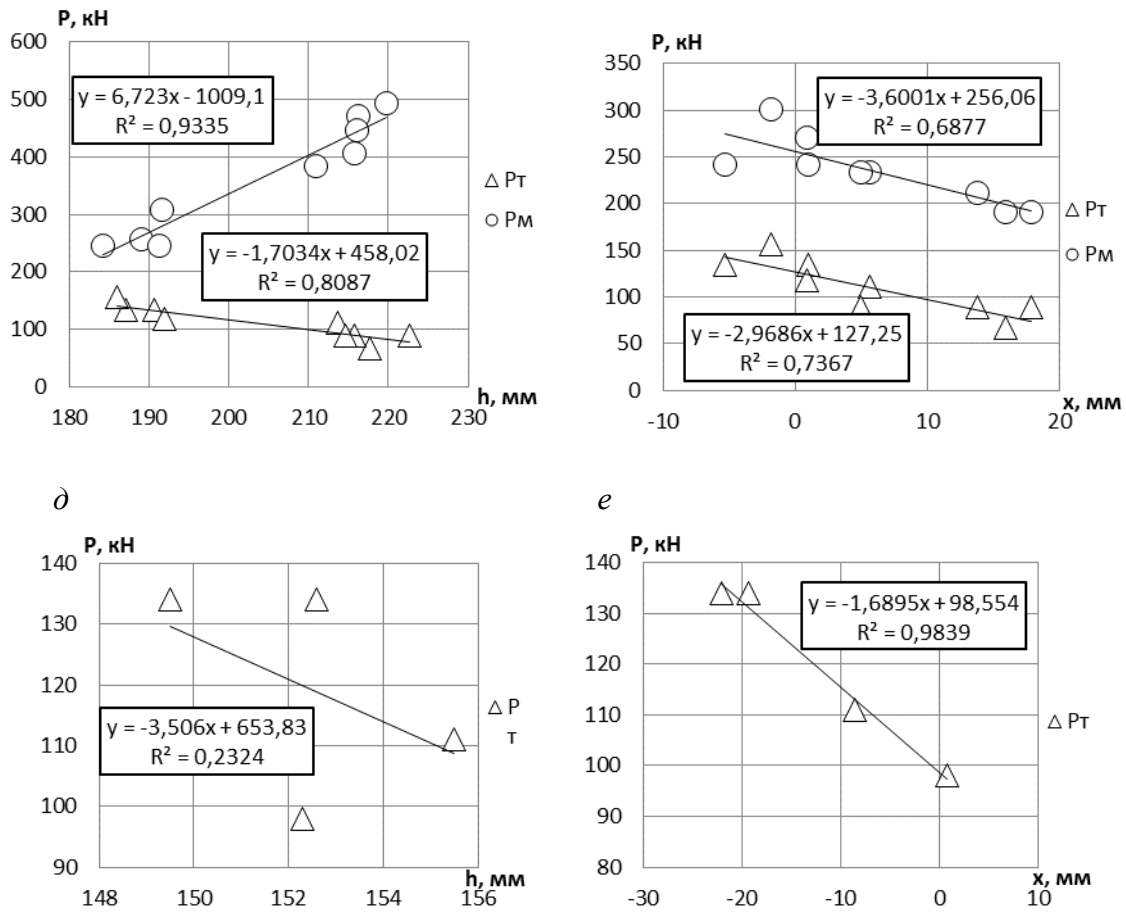 P, кН
600
500
400
300
200
100
0
y = 6,723x - 1009,1
R² = 0,9335
y = -1,7034x + 458,02
R² = 0,8087
Рт
Рм
h, мм
180 190 200 210 220 230
P, кН
350
300
250
200
150
100
50
0
y = -3,6001x + 256,06
R² = 0,6877
y = -2,9686x + 127,25
R² = 0,7367
Рт
Рм
x, мм
-10 0 10 20
д
е
P, кН
140
130
120
110
100
90
y = -3,506x + 653,83
R² = 0,2324
Р
т
h, мм
148 150 152 154 156
P, кН
140
130
120
110
100
90
80
y = -1,6895x + 98,554
R² = 0,9839
Рт
x, мм
-30 -20 -10 0 10